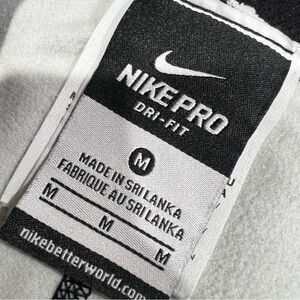 NIKE PRO
DRI-FIT
M
MADE IN SRI LANKA
FABRIQUE AU SRI LANKA
M M M
nikebetterworld.com